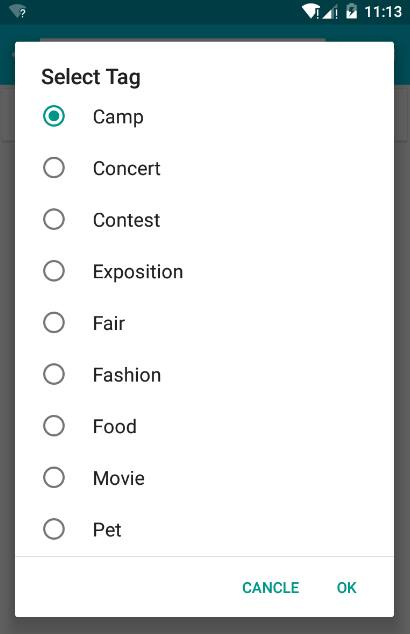 11:13
Select Tag
Camp
Concert
Contest
Exposition
Fair
Fashion
Food
Movie
Pet
CANCLE OK